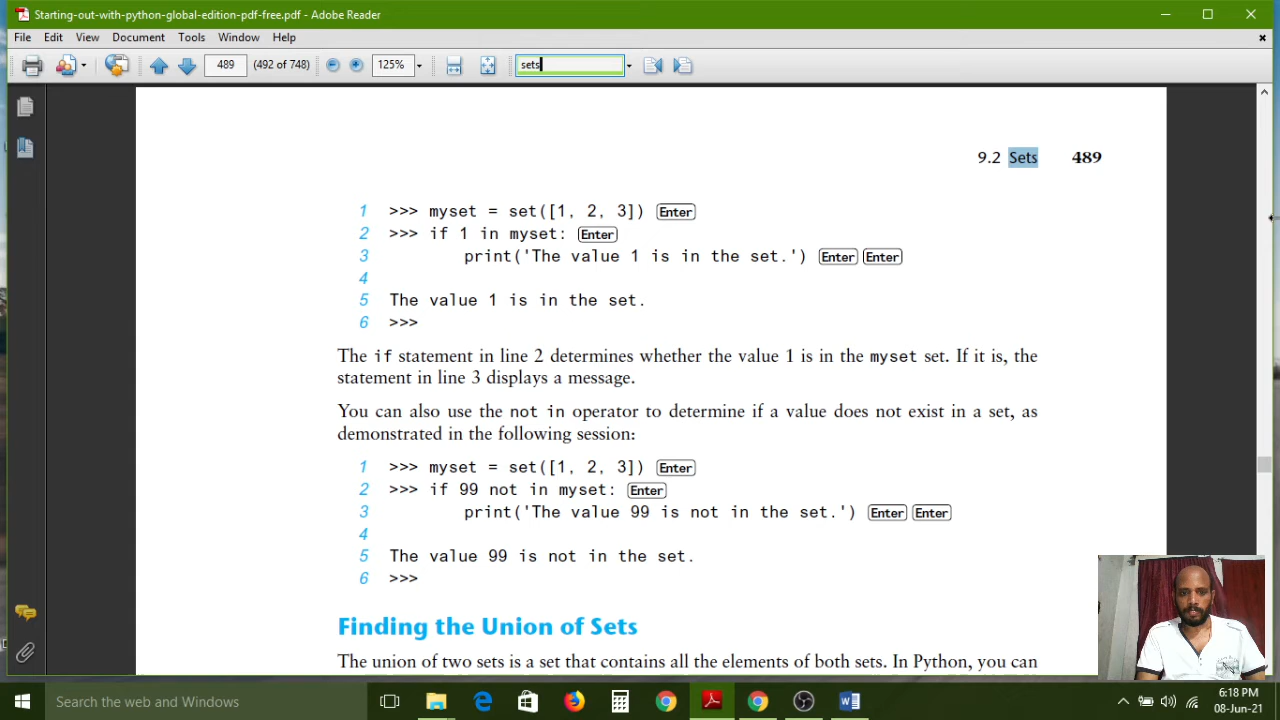 Starting-out-with-python-global-edition-pdf-free.pdf - Adobe Reader
File Edit View Document Tools Window Help
489 (492 of 748) 125% sets
9.2 Sets 489
1 >>> myset = set([1, 2, 3]) Enter
2 >>> if 1 in myset: Enter
3 print('The value 1 is in the set.') Enter Enter
4
5 The value 1 is in the set.
6 >>>
The if statement in line 2 determines whether the value 1 is in the myset set. If it is, the
statement in line 3 displays a message.
You can also use the not in operator to determine if a value does not exist in a set, as
demonstrated in the following session:
1 >>> myset = set([1, 2, 3]) Enter
2 >>> if 99 not in myset: Enter
3 print('The value 99 is not in the set.') Enter Enter
4
5 The value 99 is not in the set.
6 >>>
Finding the Union of Sets
The union of two sets is a set that contains all the elements of both sets. In Python, you can
Search the web and Windows
6:18 PM
08-Jun-21